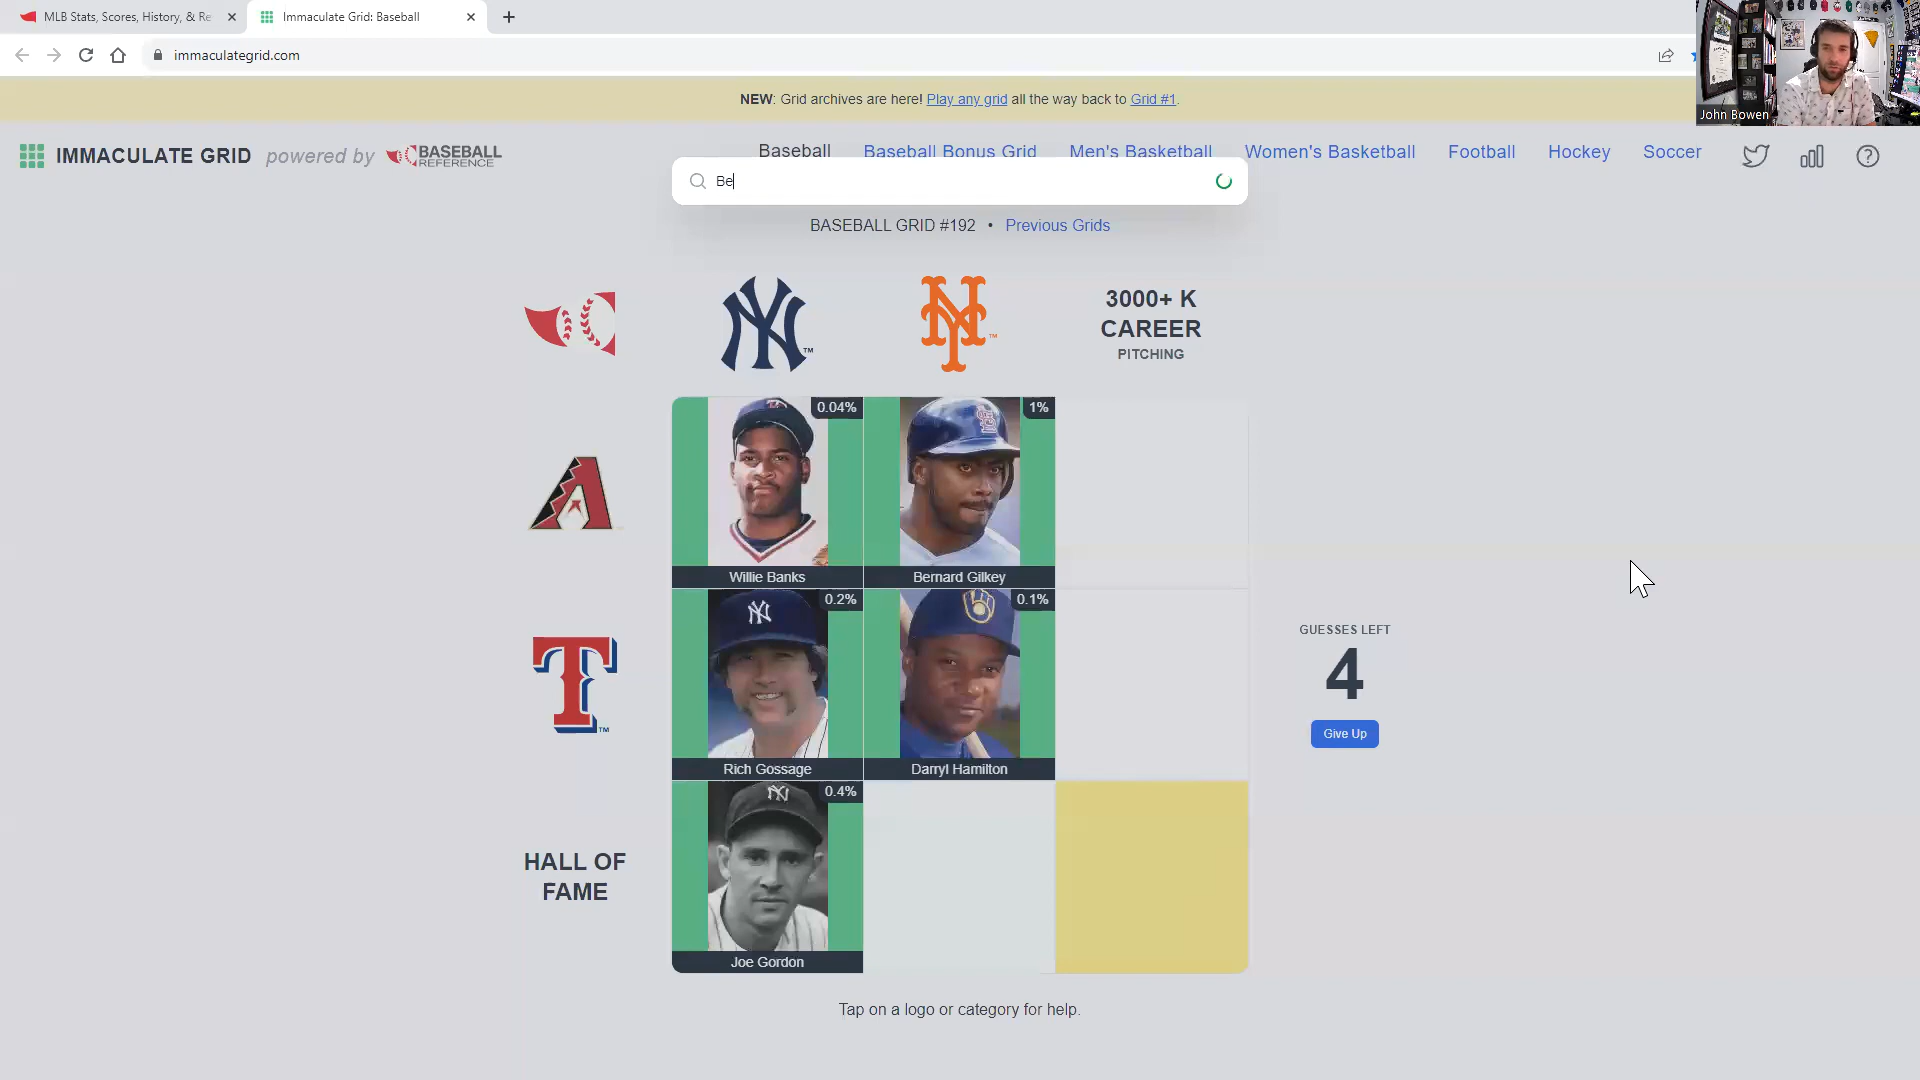 MLB Stats, Scores, History, & Re
Immaculate Grid: Baseball
immaculategrid.com
NEW: Grid archives are here! Play any grid all the way back to Grid #1.
John Bowen
IMMACULATE GRID powered by BASEBALL REFERENCE
Baseball Baseball Bonus Grid Men's Basketball Women's Basketball Football Hockey Soccer
Be
BASEBALL GRID #192 • Previous Grids
3000+ K
CAREER
PITCHING
0.04%
1%
Willie Banks
Bernard Gilkey
0.2%
0.1%
Rich Gossage
Darryl Hamilton
GUESSES LEFT
4
Give Up
HALL OF
FAME
0.4%
Joe Gordon
Tap on a logo or category for help.